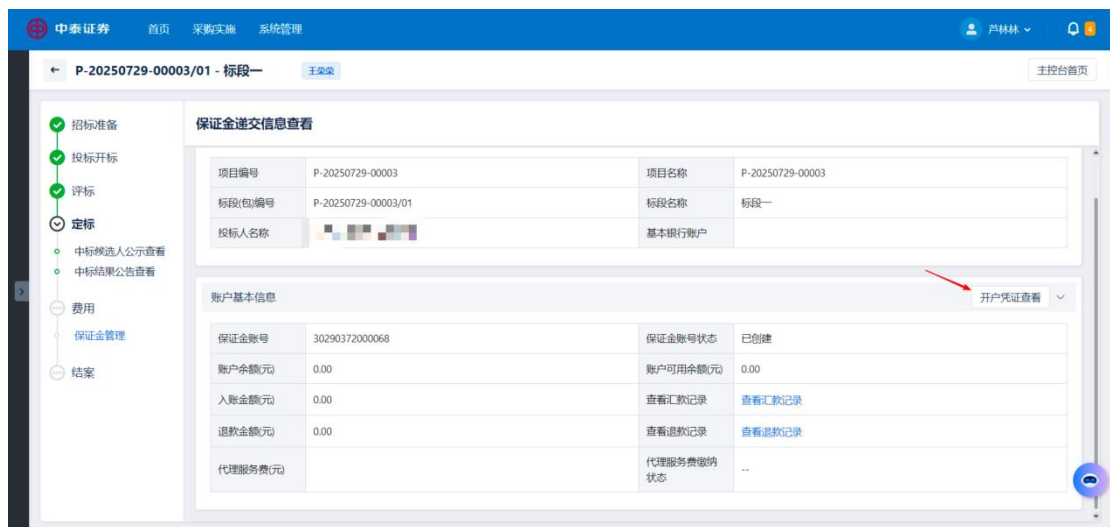 中泰证券 首页 采购实施 系统管理 芦林林 4
← P-20250729-00003/01 - 标段一 王荣荣 主控台首页
招标准备
投标开标
评标
定标
中标候选人公示查看
中标结果公告查看
费用
保证金管理
结案
保证金递交信息查看
项目编号 P-20250729-00003 项目名称 P-20250729-00003
标段(包)编号 P-20250729-00003/01 标段名称 标段一
投标人名称 基本银行账户
账户基本信息 开户凭证查看
保证金账号 30290372000068 保证金账号状态 已创建
账户余额(元) 0.00 账户可用余额(元) 0.00
入账金额(元) 0.00 查看汇款记录 查看汇款记录
退款金额(元) 0.00 查看退款记录 查看退款记录
代理服务费(元) 代理服务费缴纳
状态 --